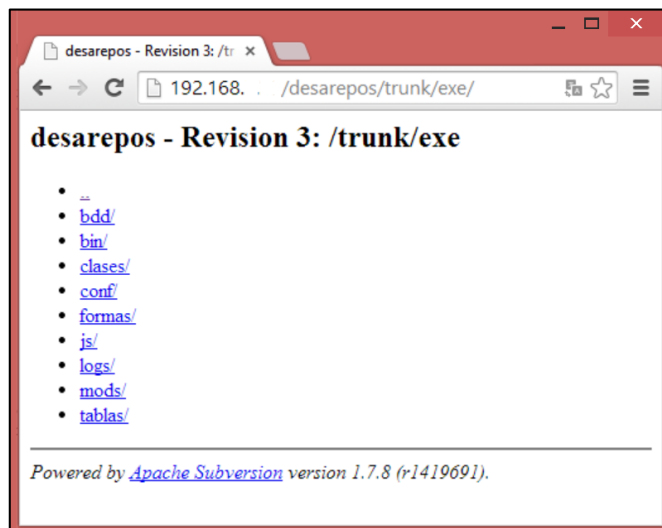 desarepos - Revision 3: /tr
192.168. . /desarepos/trunk/exe/
desarepos - Revision 3: /trunk/exe
..
bdd/
bin/
clases/
conf/
formas/
js/
logs/
mods/
tablas/
Powered by Apache Subversion version 1.7.8 (r1419691).